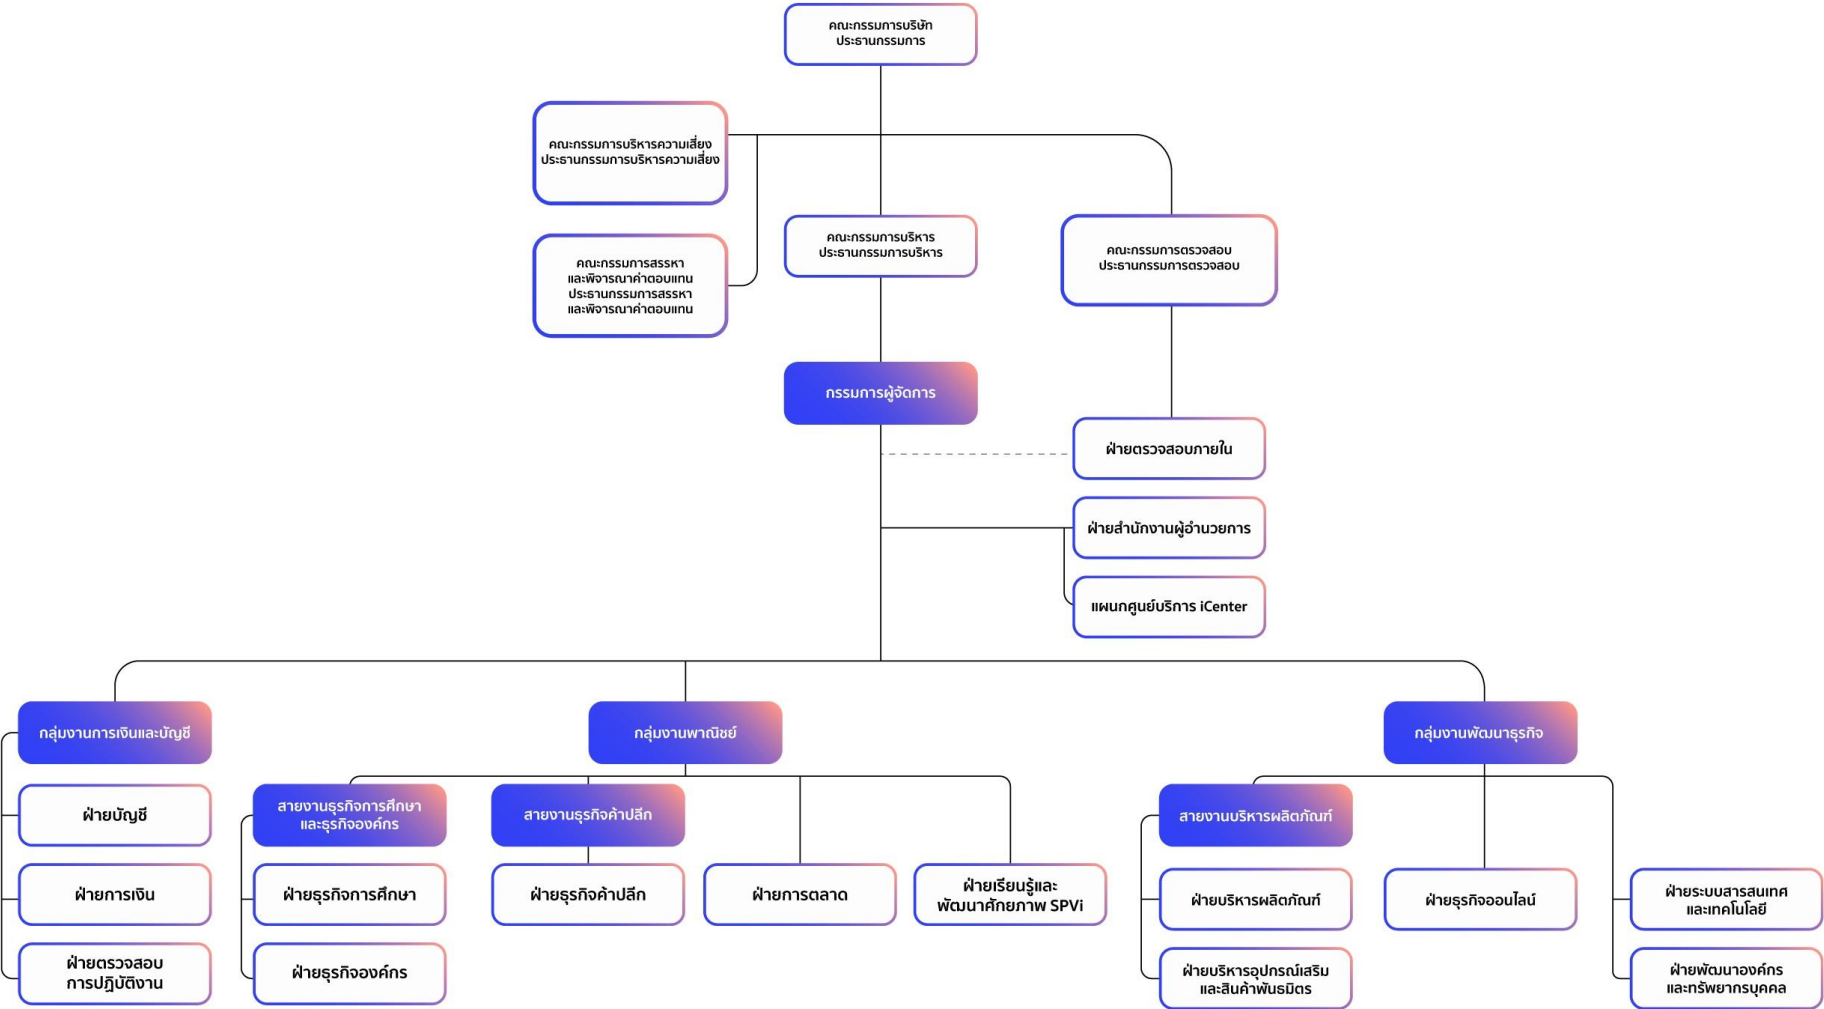 คณะกรรมการบริษัท
ประธานกรรมการ
คณะกรรมการบริหารความเสี่ยง
ประธานกรรมการบริหารความเสี่ยง
คณะกรรมการสรรหา
และพิจารณาค่าตอบแทน
ประธานกรรมการสรรหา
และพิจารณาค่าตอบแทน
คณะกรรมการบริหาร
ประธานกรรมการบริหาร
คณะกรรมการตรวจสอบ
ประธานกรรมการตรวจสอบ
กรรมการผู้จัดการ
ฝ่ายตรวจสอบภายใน
ฝ่ายสำนักงานผู้อำนวยการ
แผนกศูนย์บริการ iCenter
กลุ่มงานการเงินและบัญชี
ฝ่ายบัญชี
ฝ่ายการเงิน
ฝ่ายตรวจสอบ
การปฏิบัติงาน
กลุ่มงานพาณิชย์
สายงานธุรกิจการศึกษา
และธุรกิจองค์กร
ฝ่ายธุรกิจการศึกษา
ฝ่ายธุรกิจองค์กร
สายงานธุรกิจค้าปลีก
ฝ่ายธุรกิจค้าปลีก
ฝ่ายการตลาด
ฝ่ายเรียนรู้และ
พัฒนาศักยภาพ SPVi
กลุ่มงานพัฒนาธุรกิจ
สายงานบริหารผลิตภัณฑ์
ฝ่ายบริหารผลิตภัณฑ์
ฝ่ายบริหารอุปกรณ์เสริม
และสินค้าพันธมิตร
ฝ่ายธุรกิจออนไลน์
ฝ่ายระบบสารสนเทศ
และเทคโนโลยี
ฝ่ายพัฒนาองค์กร
และทรัพยากรบุคคล